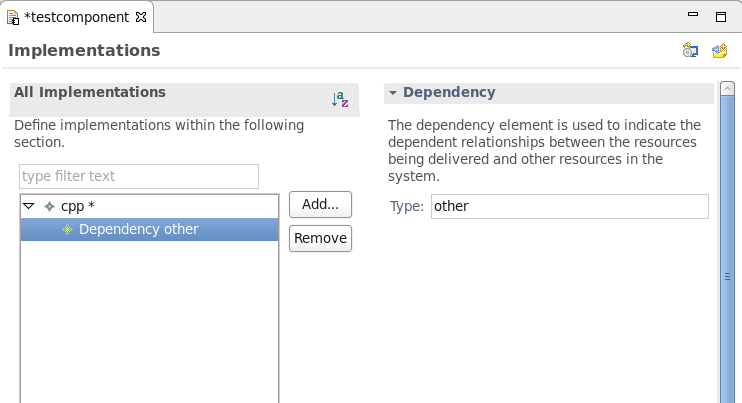 *testcomponent
Implementations
All Implementations
Define implementations within the following
section.
type filter text
cpp *
Dependency other
Add...
Remove
Dependency
The dependency element is used to indicate the
dependent relationships between the resources
being delivered and other resources in the
system.
Type: other